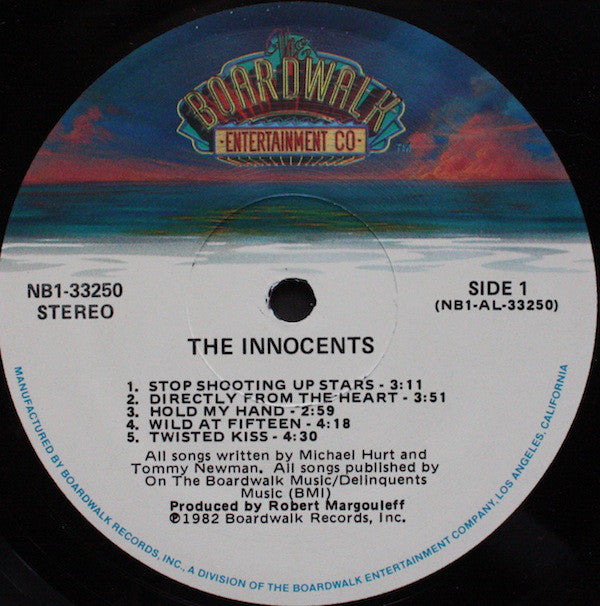 The
BOARDWALK
· ENTERTAINMENT CO ·
TM
NB1-33250
STEREO
SIDE 1
(NB1-AL-33250)
THE INNOCENTS
1. STOP SHOOTING UP STARS - 3:11
2. DIRECTLY FROM THE HEART - 3:51
3. HOLD MY HAND - 2:59
4. WILD AT FIFTEEN - 4:18
5. TWISTED KISS - 4:30
All songs written by Michael Hurt and
Tommy Newman. All songs published by
On The Boardwalk Music/Delinquents
Music (BMI)
Produced by Robert Margouleff
℗1982 Boardwalk Records, Inc.
MANUFACTURED BY BOARDWALK RECORDS, INC., A DIVISION OF THE BOARDWALK ENTERTAINMENT COMPANY, LOS ANGELES, CALIFORNIA